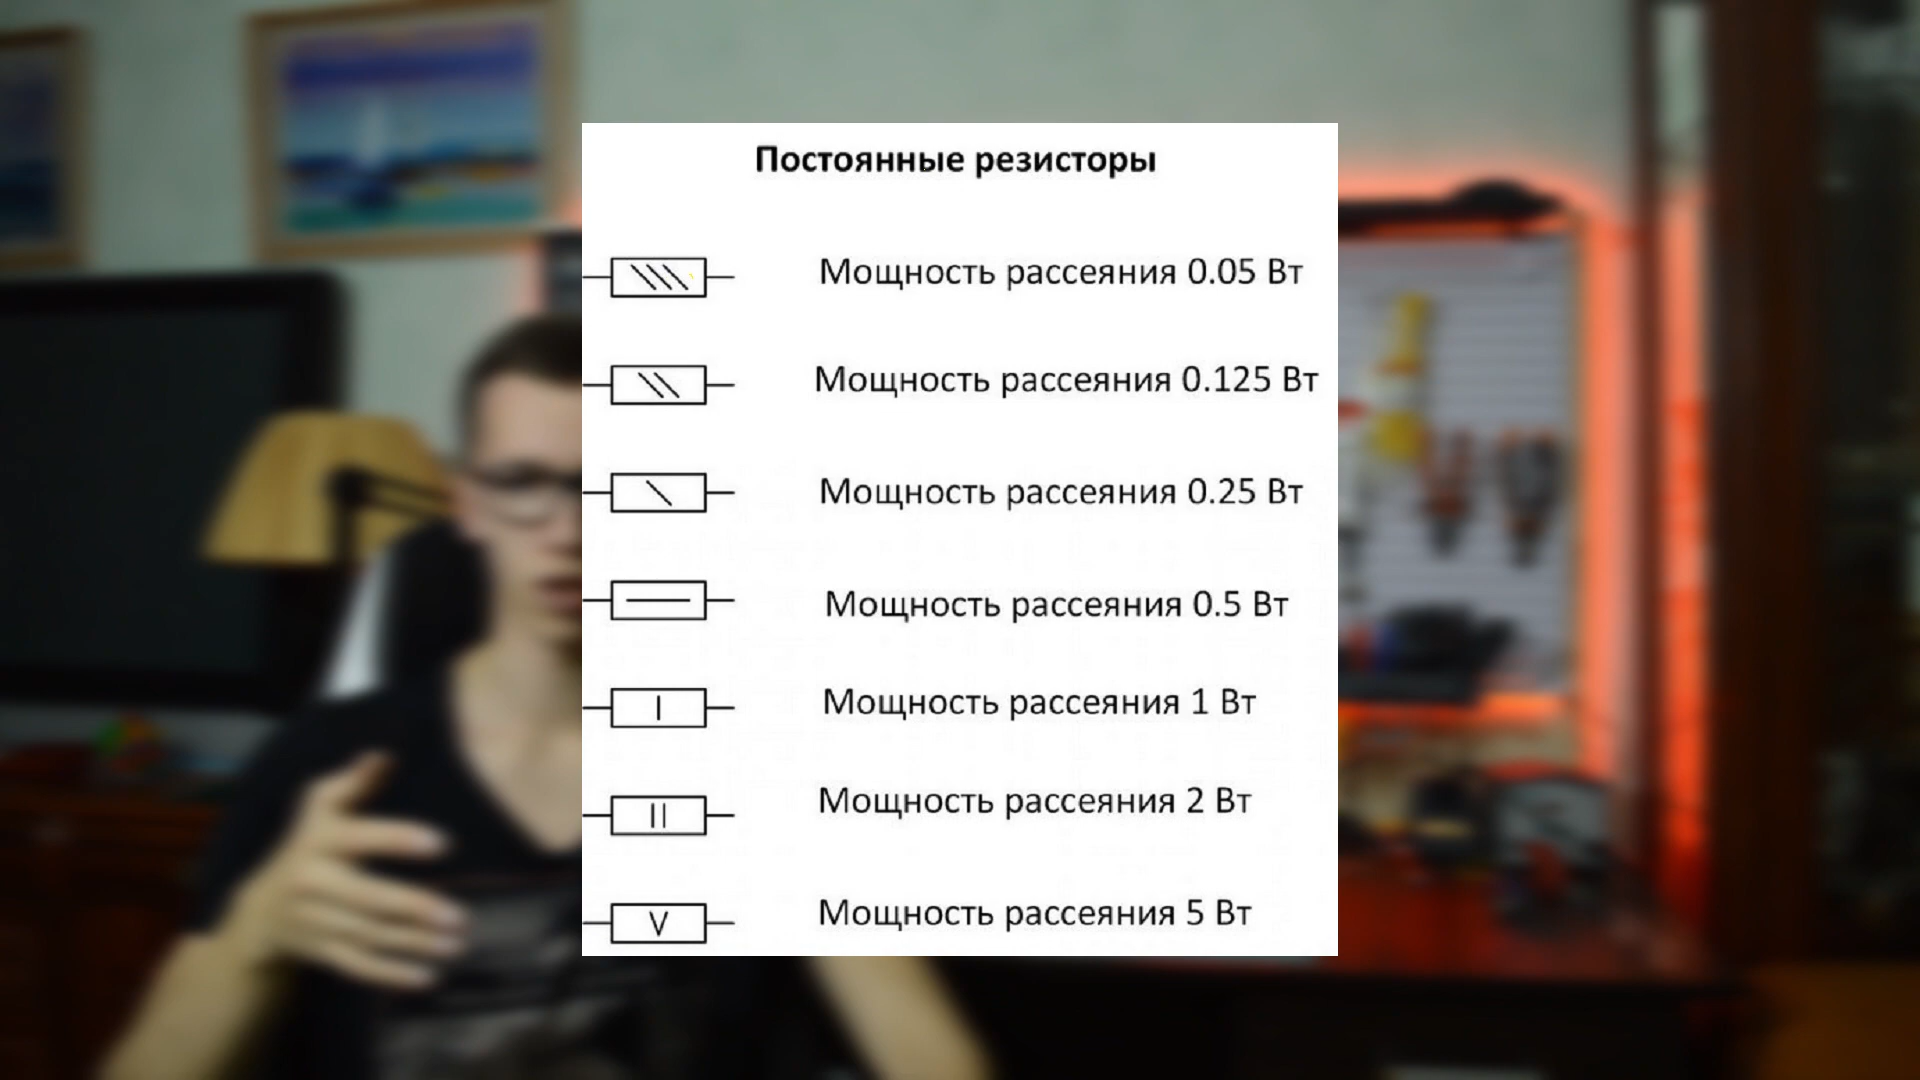 Постоянные резисторы
Мощность рассеяния 0.05 Вт
Мощность рассеяния 0.125 Вт
Мощность рассеяния 0.25 Вт
Мощность рассеяния 0.5 Вт
Мощность рассеяния 1 Вт
Мощность рассеяния 2 Вт
V Мощность рассеяния 5 Вт